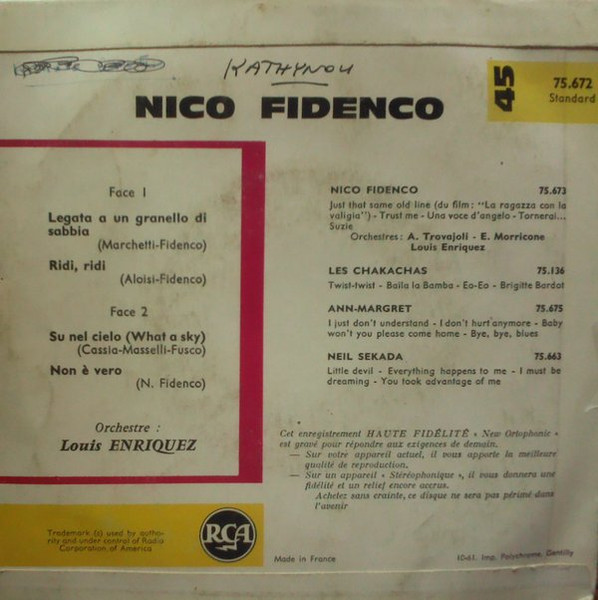 KATHYNOU
NICO FIDENCO
45
75.672
Standard
Face 1
Legata a un granello di
sabbia
(Marchetti-Fidenco)
Ridi, ridi
(Aloisi-Fidenco)
Face 2
Su nel cielo (What a sky)
(Cassia-Masselli-Fusco)
Non è vero
(N. Fidenco)
Orchestre :
Louis ENRIQUEZ
NICO FIDENCO 75.673
Just that same old line (du film: "La ragazza con la
valigia") - Trust me - Una voce d'angelo - Tornerai...
Suzie
Orchestres: A. Trovajoli - E. Morricone
Louis Enriquez
LES CHAKACHAS 75.136
Twist-twist - Baïla la Bamba - Eo-Eo - Brigitte Bardot
ANN-MARGRET 75.675
I just don't understand - I don't hurt anymore - Baby
won't you please come home - Bye, bye, blues
NEIL SEKADA 75.663
Little devil - Everything happens to me - I must be
dreaming - You took advantage of me
Cet enregistrement HAUTE FIDÉLITÉ « New Ortophonic »
est gravé pour répondre aux exigences de demain.
— Sur votre appareil actuel, il vous apporte la meilleure
qualité de reproduction.
— Sur un appareil « Stéréophonique », il vous donnera une
fidélité et un relief encore accrus.
Achetez sans crainte, ce disque ne sera pas périmé dans
l'avenir
Trademark (s) used by autho-
rity and under control of Radio
Corporation of America
RCA
Made in France
10-61. Imp. Polychrome. Gentilly